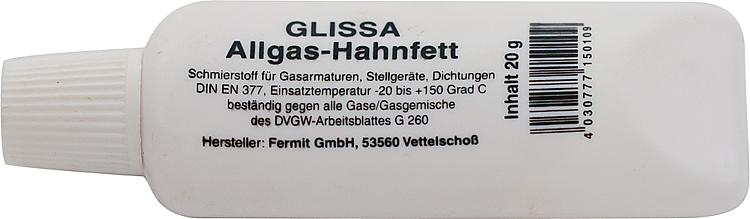 GLISSA
Allgas-Hahnfett
Schmierstoff für Gasarmaturen, Stellgeräte, Dichtungen
DIN EN 377, Einsatztemperatur -20 bis +150 Grad C
beständig gegen alle Gase/Gasgemische
des DVGW-Arbeitsblattes G 260
Hersteller: Fermit GmbH, 53560 Vettelschoß
Inhalt 20 g
4 030777 150109